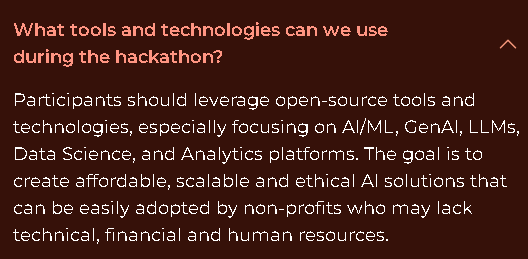 What tools and technologies can we use
during the hackathon?
Participants should leverage open-source tools and
technologies, especially focusing on AI/ML, GenAI, LLMs,
Data Science, and Analytics platforms. The goal is to
create affordable, scalable and ethical AI solutions that
can be easily adopted by non-profits who may lack
technical, financial and human resources.